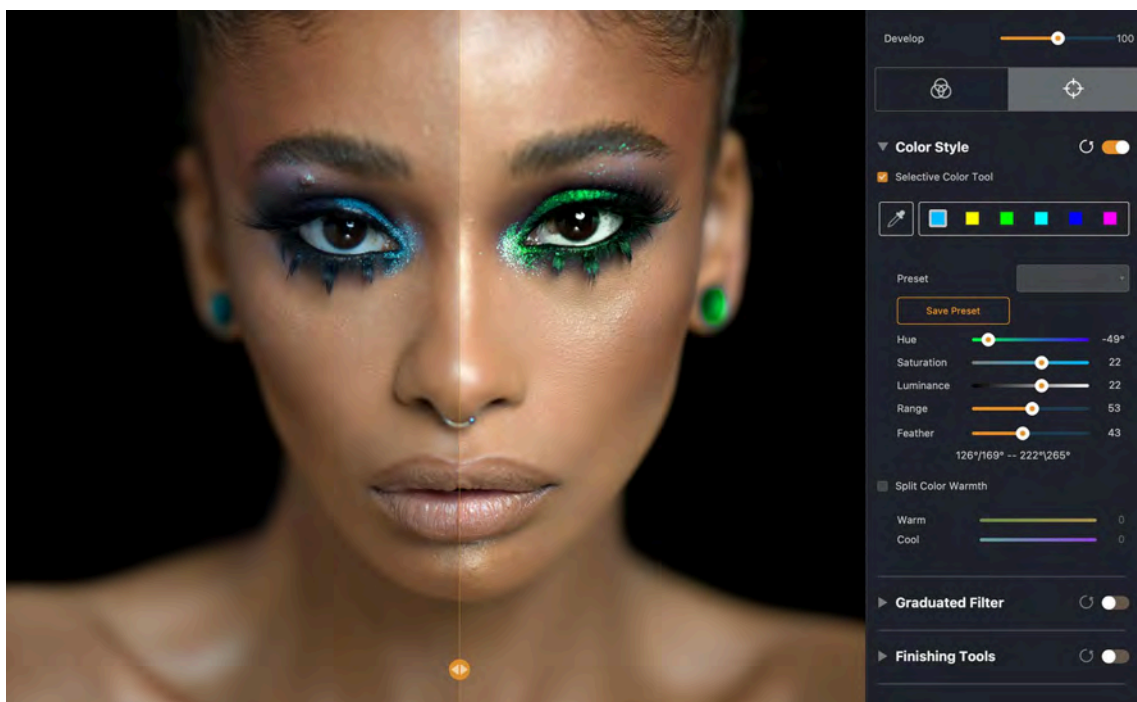 Develop 100
Color Style
Selective Color Tool
Preset
Save Preset
Hue -49°
Saturation 22
Luminance 22
Range 53
Feather 43
126°/169° -- 222°\265°
Split Color Warmth
Warm 0
Cool 0
Graduated Filter
Finishing Tools